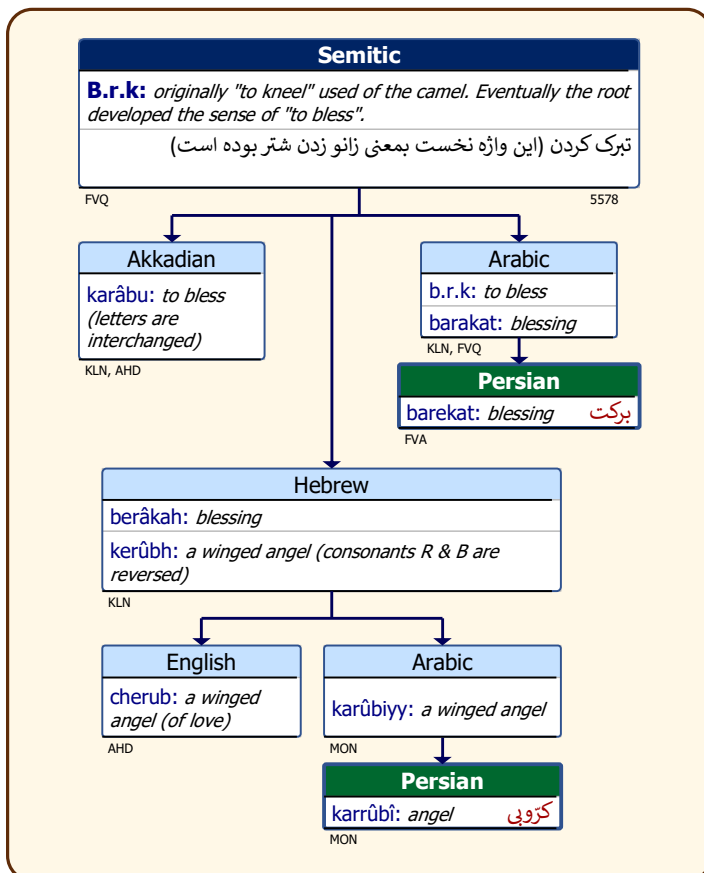 Semitic
B.r.k: originally "to kneel" used of the camel. Eventually the root
developed the sense of "to bless".
تبرک کردن (این واژه نخست بمعنی زانو زدن شتر بوده است)
FVQ 5578
Akkadian
karâbu: to bless
(letters are
interchanged)
KLN, AHD
Arabic
b.r.k: to bless
barakat: blessing
KLN, FVQ
Persian
barekat: blessing برکت
FVA
Hebrew
berâkah: blessing
kerûbh: a winged angel (consonants R & B are
reversed)
KLN
English
cherub: a winged
angel (of love)
AHD
Arabic
karûbiyy: a winged angel
MON
Persian
karrûbî: angel کرّوبی
MON